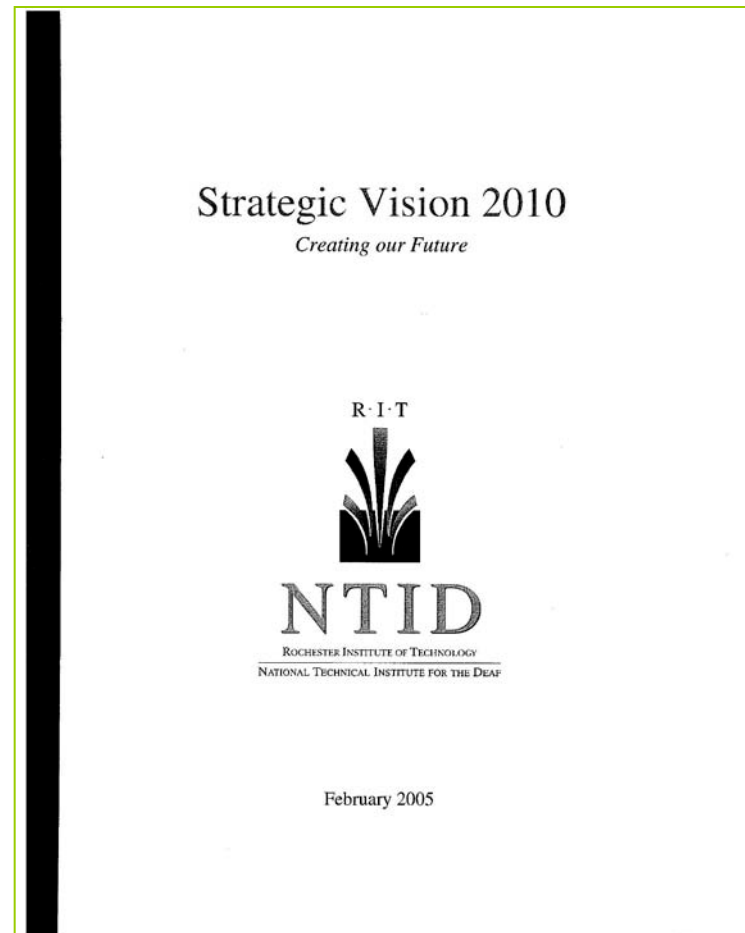 Strategic Vision 2010
Creating our Future
R·I·T
NTID
ROCHESTER INSTITUTE OF TECHNOLOGY
NATIONAL TECHNICAL INSTITUTE FOR THE DEAF
February 2005